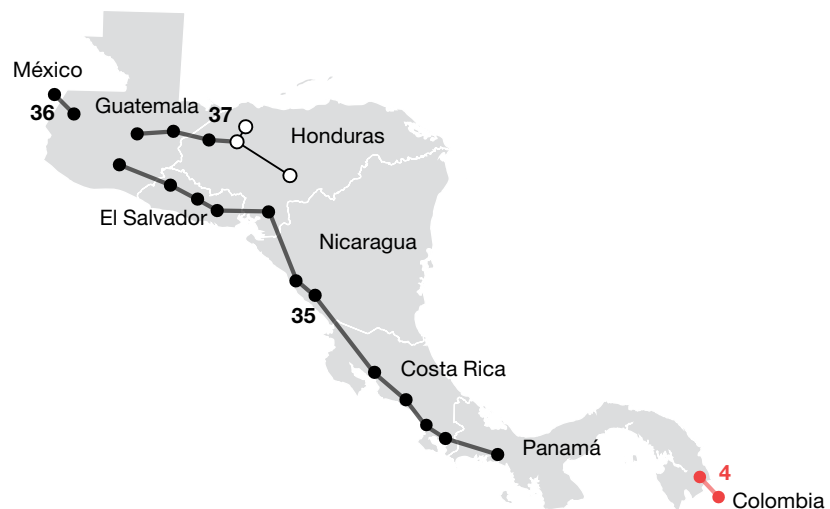 México
36
Guatemala
37
Honduras
El Salvador
Nicaragua
35
Costa Rica
Panamá
4
Colombia